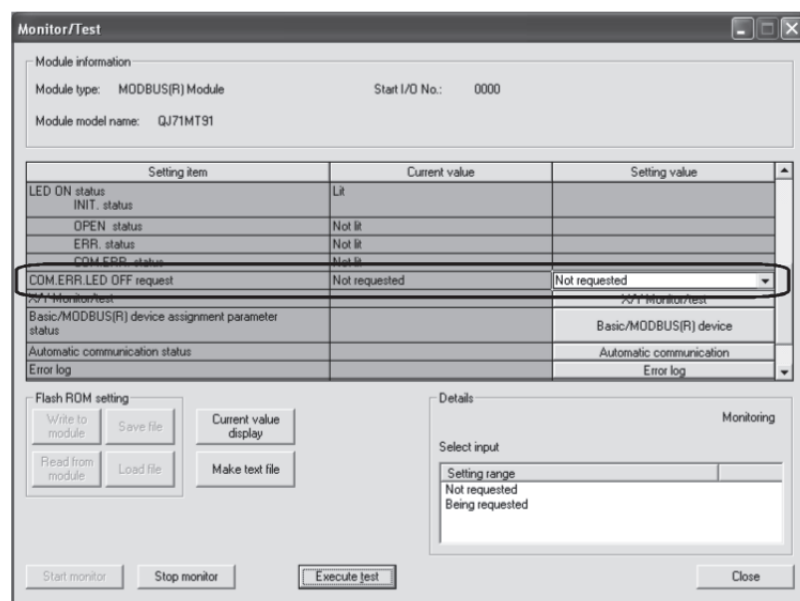 Monitor/Test
Module information
Module type: MODBUS(R) Module Start I/O No.: 0000
Module model name: QJ71MT91
Setting item Current value Setting value
LED ON status Lit
INIT. status
OPEN status Not lit
ERR. status Not lit
COM.ERR. status Not lit
COM.ERR.LED OFF request Not requested Not requested
X/Y Monitor/test X/Y Monitor/test
Basic/MODBUS(R) device assignment parameter
status Basic/MODBUS(R) device
Automatic communication status Automatic communication
Error log Error log
Flash ROM setting
Write to
module
Save file
Current value
display
Read from
module
Load file
Make text file
Details
Monitoring
Select input
Setting range
Not requested
Being requested
Start monitor Stop monitor Execute test Close